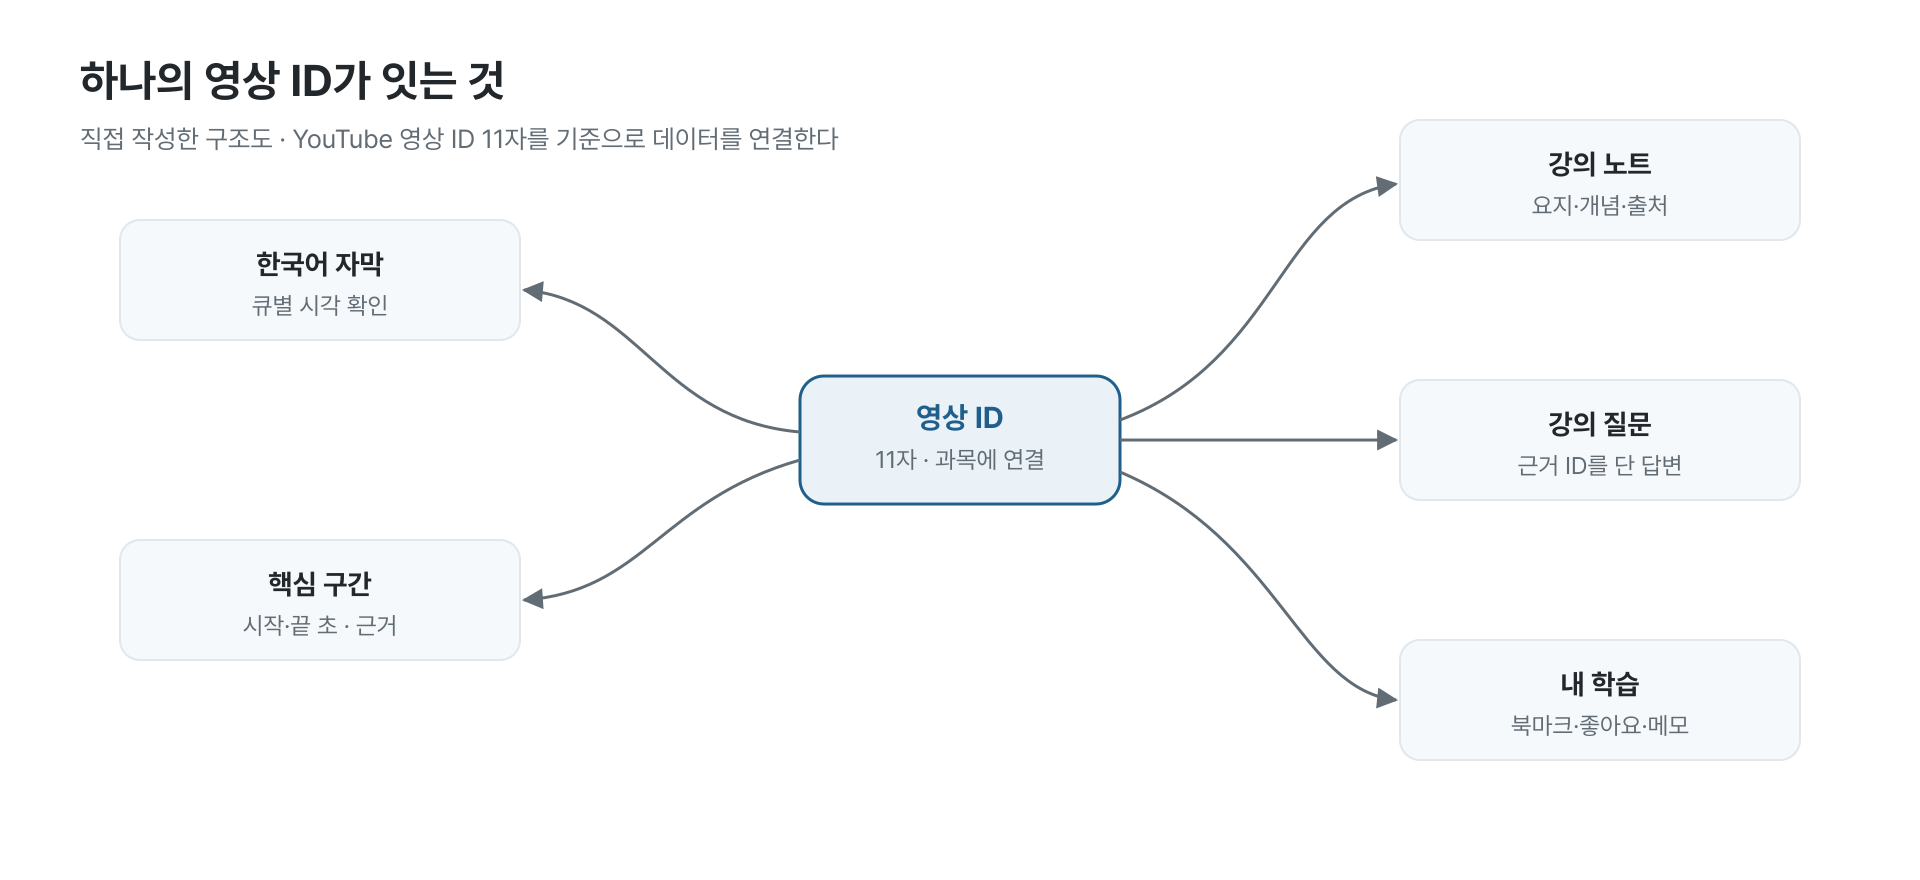 하나의 영상 ID가 잇는 것
직접 작성한 구조도 · YouTube 영상 ID 11자를 기준으로 데이터를 연결한다
한국어 자막
큐별 시각 확인
핵심 구간
시작·끝 초 · 근거
영상 ID
11자 · 과목에 연결
강의 노트
요지·개념·출처
강의 질문
근거 ID를 단 답변
내 학습
북마크·좋아요·메모